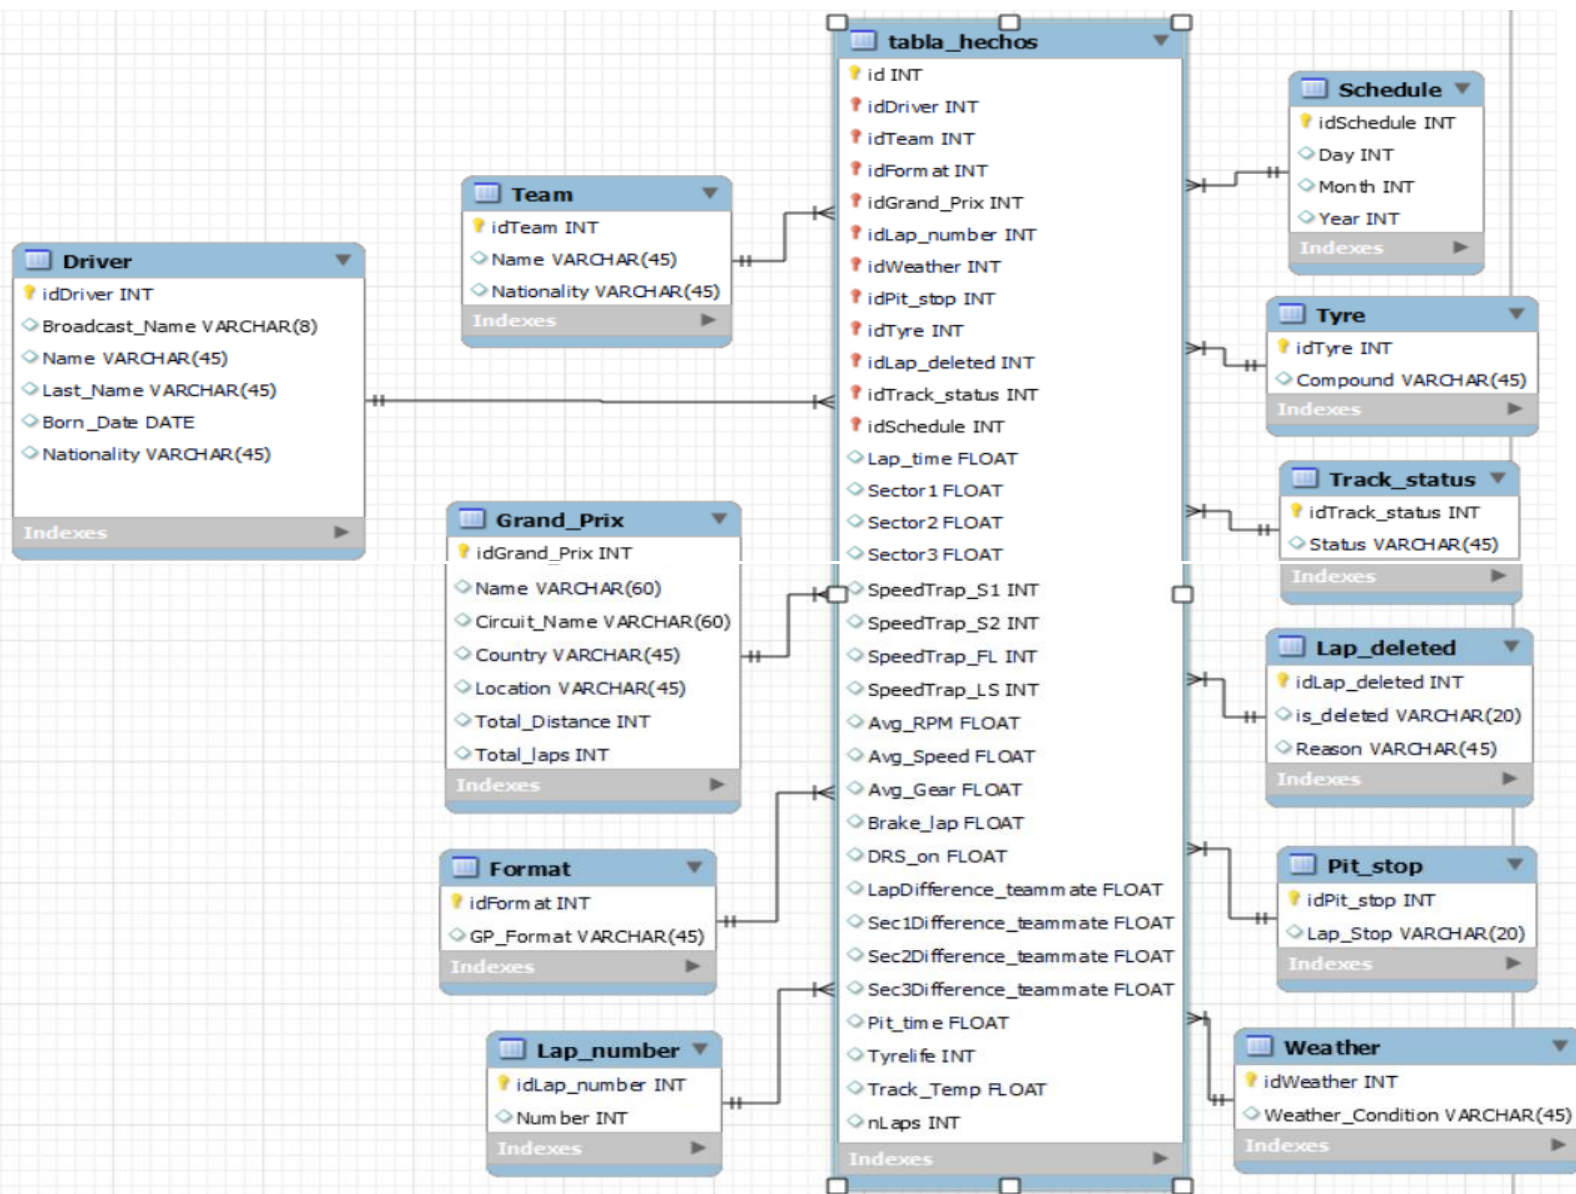 Driver
idDriver INT
Broadcast_Name VARCHAR(8)
Name VARCHAR(45)
Last_Name VARCHAR(45)
Born_Date DATE
Nationality VARCHAR(45)
Indexes
Team
idTeam INT
Name VARCHAR(45)
Nationality VARCHAR(45)
Indexes
Grand_Prix
idGrand_Prix INT
Name VARCHAR(60)
Circuit_Name VARCHAR(60)
Country VARCHAR(45)
Location VARCHAR(45)
Total_Distance INT
Total_laps INT
Indexes
Format
idFormat INT
GP_Format VARCHAR(45)
Indexes
Lap_number
idLap_number INT
Number INT
Indexes
tabla_hechos
id INT
idDriver INT
idTeam INT
idFormat INT
idGrand_Prix INT
idLap_number INT
idWeather INT
idPit_stop INT
idTyre INT
idLap_deleted INT
idTrack_status INT
idSchedule INT
Lap_time FLOAT
Sector1 FLOAT
Sector2 FLOAT
Sector3 FLOAT
SpeedTrap_S1 INT
SpeedTrap_S2 INT
SpeedTrap_FL INT
SpeedTrap_LS INT
Avg_RPM FLOAT
Avg_Speed FLOAT
Avg_Gear FLOAT
Brake_lap FLOAT
DRS_on FLOAT
LapDifference_teammate FLOAT
Sec1Difference_teammate FLOAT
Sec2Difference_teammate FLOAT
Sec3Difference_teammate FLOAT
Pit_time FLOAT
Tyrelife INT
Track_Temp FLOAT
nLaps INT
Indexes
Schedule
idSchedule INT
Day INT
Month INT
Year INT
Indexes
Tyre
idTyre INT
Compound VARCHAR(45)
Indexes
Track_status
idTrack_status INT
Status VARCHAR(45)
Indexes
Lap_deleted
idLap_deleted INT
is_deleted VARCHAR(20)
Reason VARCHAR(45)
Indexes
Pit_stop
idPit_stop INT
Lap_Stop VARCHAR(20)
Indexes
Weather
idWeather INT
Weather_Condition VARCHAR(45)
Indexes